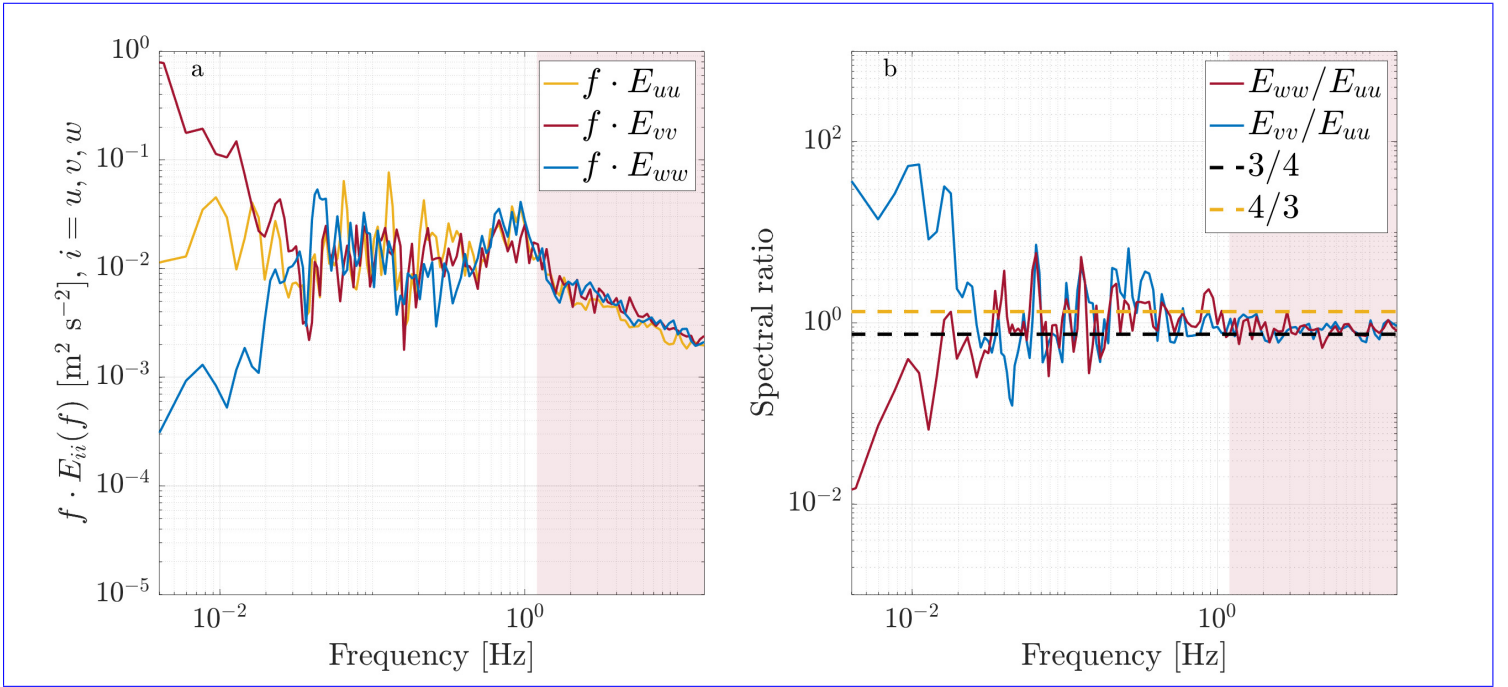 a
f · E_uu
f · E_vv
f · E_ww
10^0
10^-1
10^-2
10^-3
10^-4
10^-5
f · E_ii(f) [m^2 s^-2], i = u, v, w
10^-2
10^0
Frequency [Hz]
b
E_ww/E_uu
E_vv/E_uu
3/4
4/3
10^2
10^0
10^-2
Spectral ratio
10^-2
10^0
Frequency [Hz]